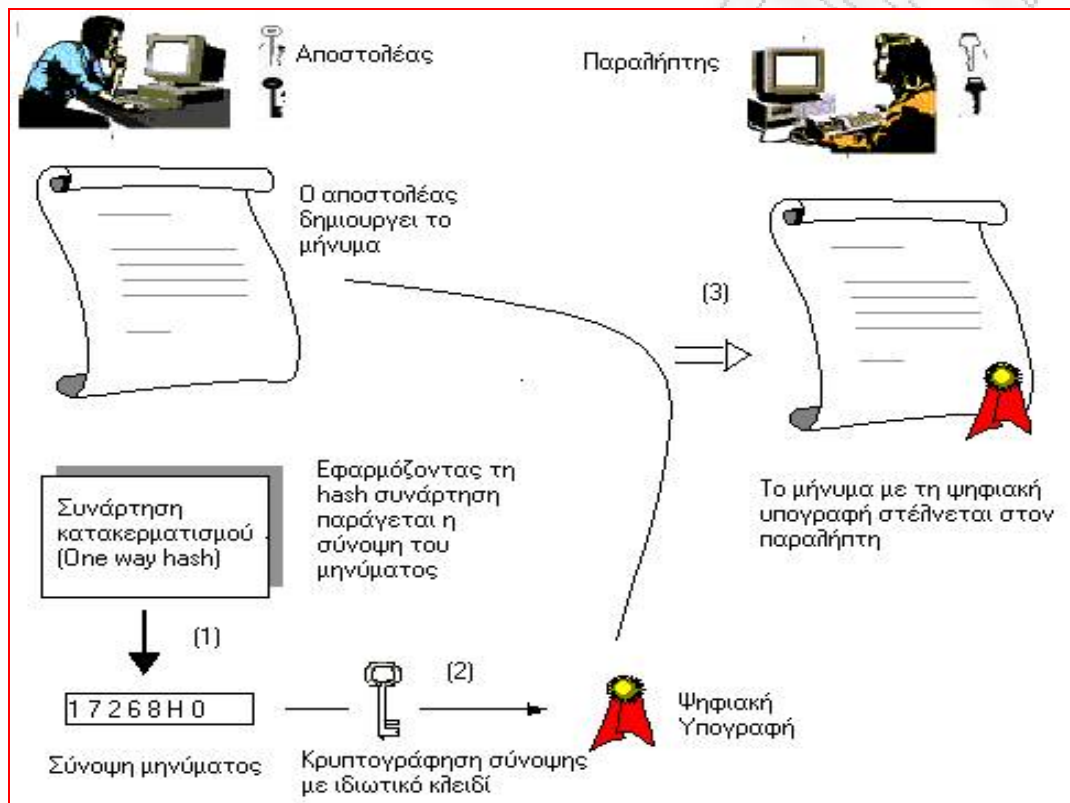 Αποστολέας
Παραλήπτης
Ο αποστολέας
δημιουργει το
μήνυμα
(3)
Εφαρμόζοντας τη
hash συνάρτηση
παράγεται η
σύνοψη του
μηνύματος
Συνάρτηση
κατακερματισμού
(One way hash)
Το μήνυμα με τη ψηφιακή
υπογραφή στέλνεται στον
παραλήπτη
(1)
(2)
17268H0
Ψηφιακή
Υπογραφή
Σύνοψη μηνύματος
Κρυπτογράφηση σύνοψης
με ιδιωτικό κλειδί